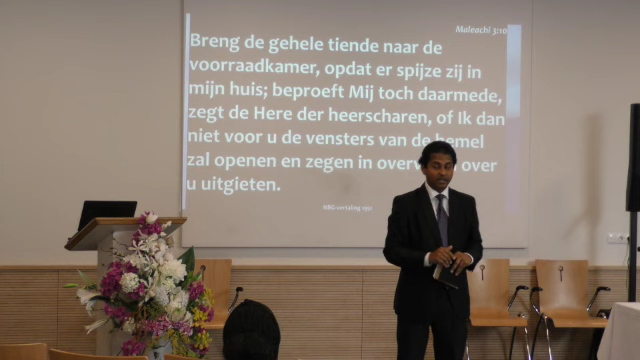 Maleachi 3:10
Breng de gehele tiende naar de
voorraadkamer, opdat er spijze zij in
mijn huis; beproeft Mij toch daarmede,
zegt de Here der heerscharen, of Ik dan
niet voor u de vensters van de hemel
zal openen en zegen in over over
u uitgieten.
NBG vertaling 1951